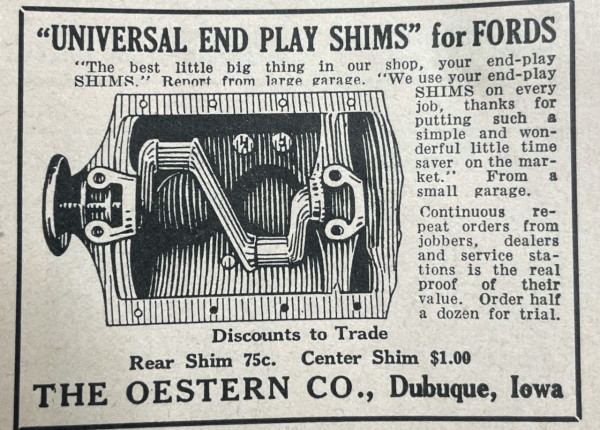 "UNIVERSAL END PLAY SHIMS" for FORDS
"The best little big thing in our shop, your end-play
SHIMS." Report from large garage. "We use your end-play
SHIMS on every
job, thanks for
putting such a
simple and won-
derful little time
saver on the mar-
ket." From a
small garage.
Continuous re-
peat orders from
jobbers, dealers
and service sta-
tions is the real
proof of their
value. Order half
a dozen for trial.
Discounts to Trade
Rear Shim 75c. Center Shim $1.00
THE OESTERN CO., Dubuque, Iowa